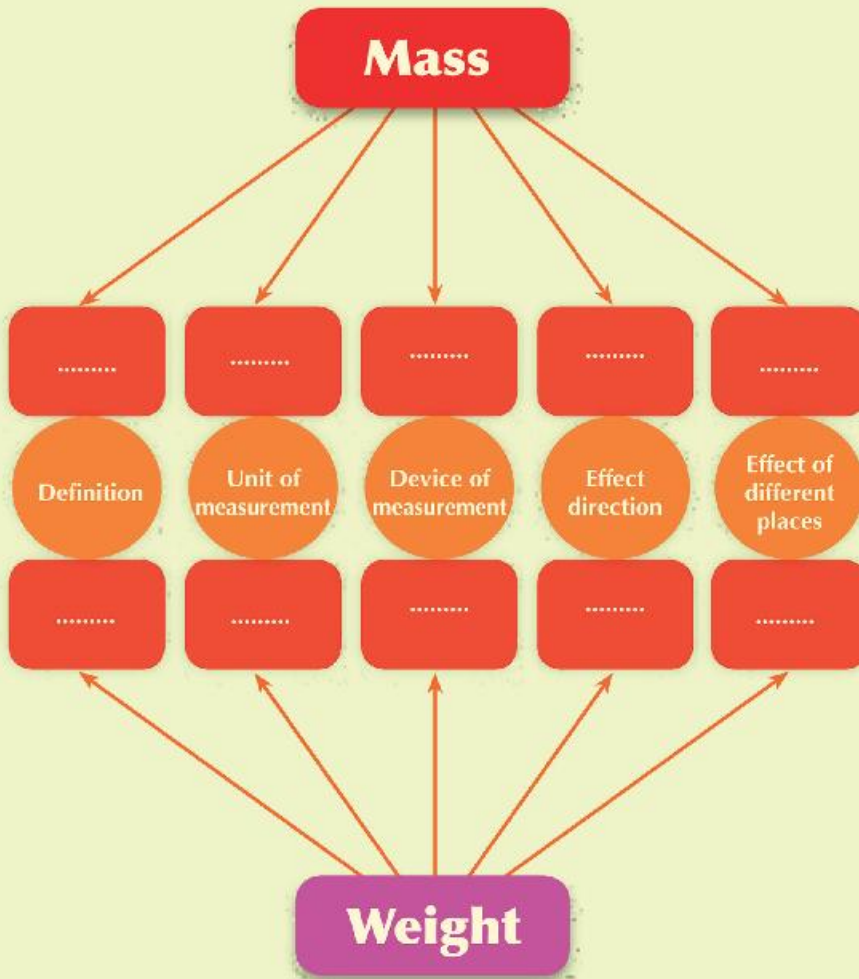 Mass
......... ......... ......... ......... .........
Definition
Unit of
measurement
Device of
measurement
Effect
direction
Effect of
different
places
......... ......... ......... ......... .........
Weight